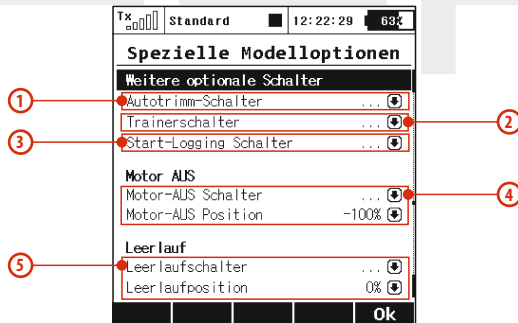 Tx Standard 12:22:29 63%
Spezielle Modelloptionen
Weitere optionale Schalter
1 Autotrimm-Schalter ...
Trainerschalter ... 2
3 Start-Logging Schalter ...
Motor AUS
Motor-AUS Schalter ... 4
Motor-AUS Position -100%
Leerlauf
5 Leerlaufschalter ...
Leerlaufposition 0%
Ok